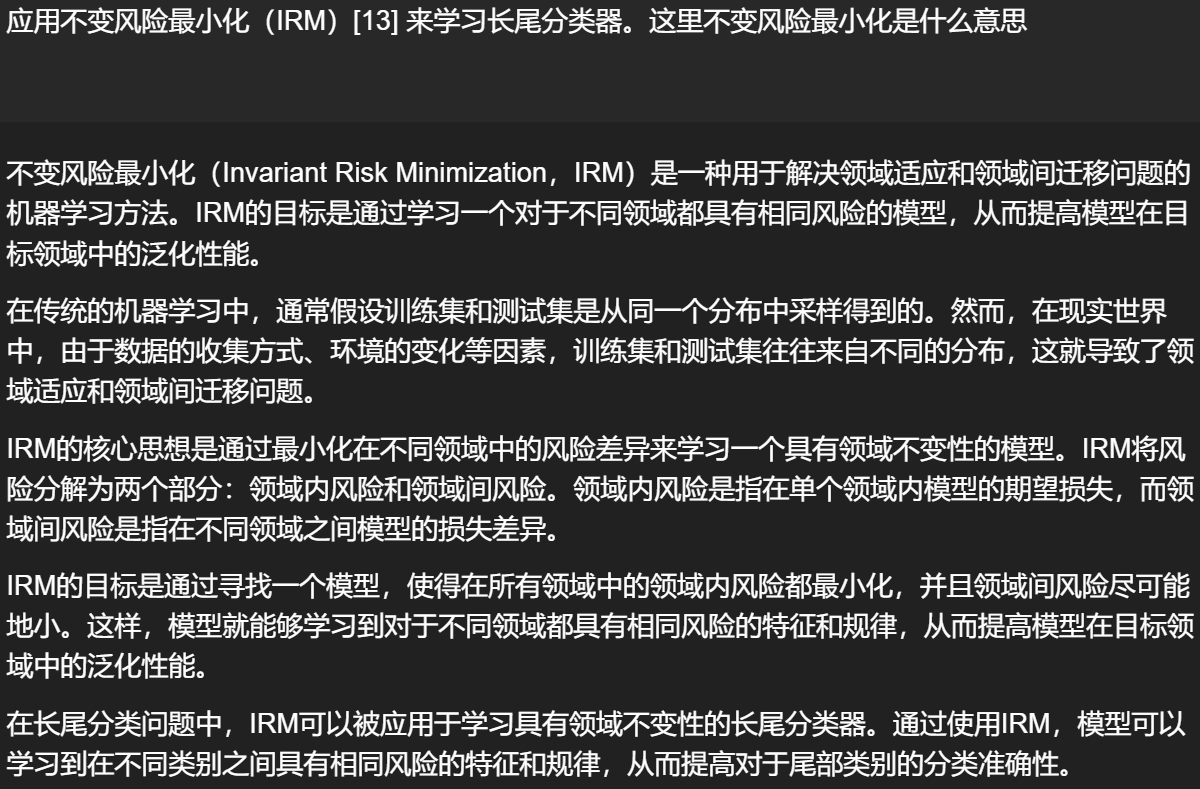 应用不变风险最小化（IRM）[13] 来学习长尾分类器。这里不变风险最小化是什么意思
不变风险最小化（Invariant Risk Minimization，IRM）是一种用于解决领域适应和领域间迁移问题的
机器学习方法。IRM的目标是通过学习一个对于不同领域都具有相同风险的模型，从而提高模型在目
标领域中的泛化性能。
在传统的机器学习中，通常假设训练集和测试集是从同一个分布中采样得到的。然而，在现实世界
中，由于数据的收集方式、环境的变化等因素，训练集和测试集往往来自不同的分布，这就导致了领
域适应和领域间迁移问题。
IRM的核心思想是通过最小化在不同领域中的风险差异来学习一个具有领域不变性的模型。IRM将风
险分解为两个部分：领域内风险和领域间风险。领域内风险是指在单个领域内模型的期望损失，而领
域间风险是指在不同领域之间模型的损失差异。
IRM的目标是通过寻找一个模型，使得在所有领域中的领域内风险都最小化，并且领域间风险尽可能
地小。这样，模型就能够学习到对于不同领域都具有相同风险的特征和规律，从而提高模型在目标领
域中的泛化性能。
在长尾分类问题中，IRM可以被应用于学习具有领域不变性的长尾分类器。通过使用IRM，模型可以
学习到在不同类别之间具有相同风险的特征和规律，从而提高对于尾部类别的分类准确性。